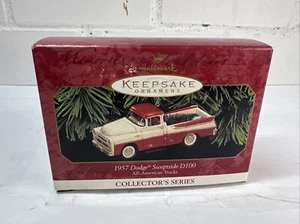 Hallmark
KEEPSAKE
ORNAMENT
1957 Dodge® Sweptside D100
All-American Trucks
COLLECTOR'S SERIES